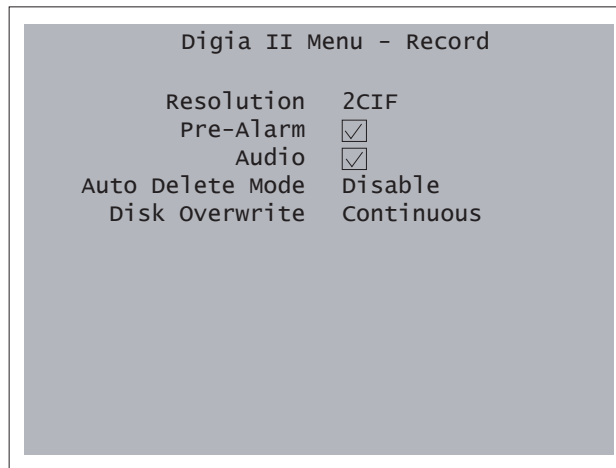 Digia II Menu - Record
Resolution 2CIF
Pre-Alarm
Audio
Auto Delete Mode Disable
Disk Overwrite Continuous